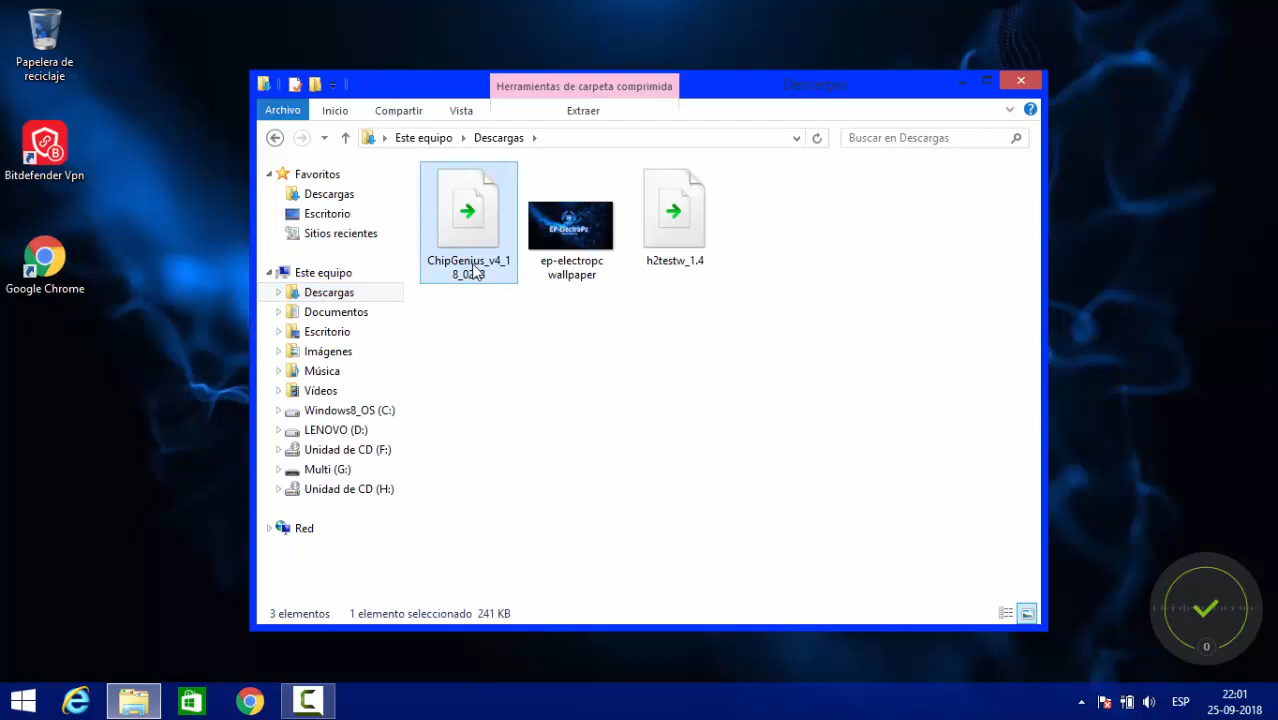 Papelera de
reciclaje
Bitdefender Vpn
Google Chrome
Herramientas de carpeta comprimida
Descargas
Archivo
Inicio
Compartir
Vista
Extraer
Este equipo
Descargas
Buscar en Descargas
Favoritos
Descargas
Escritorio
Sitios recientes
Este equipo
Descargas
Documentos
Escritorio
Imágenes
Música
Vídeos
Windows8_OS (C:)
LENOVO (D:)
Unidad de CD (F:)
Multi (G:)
Unidad de CD (H:)
Red
ChipGenius_v4_1
EP-ElectroPc
ep-electropc
wallpaper
h2testw_1.4
3 elementos 1 elemento seleccionado 241 KB
0
ESP
22:01
25-09-2018